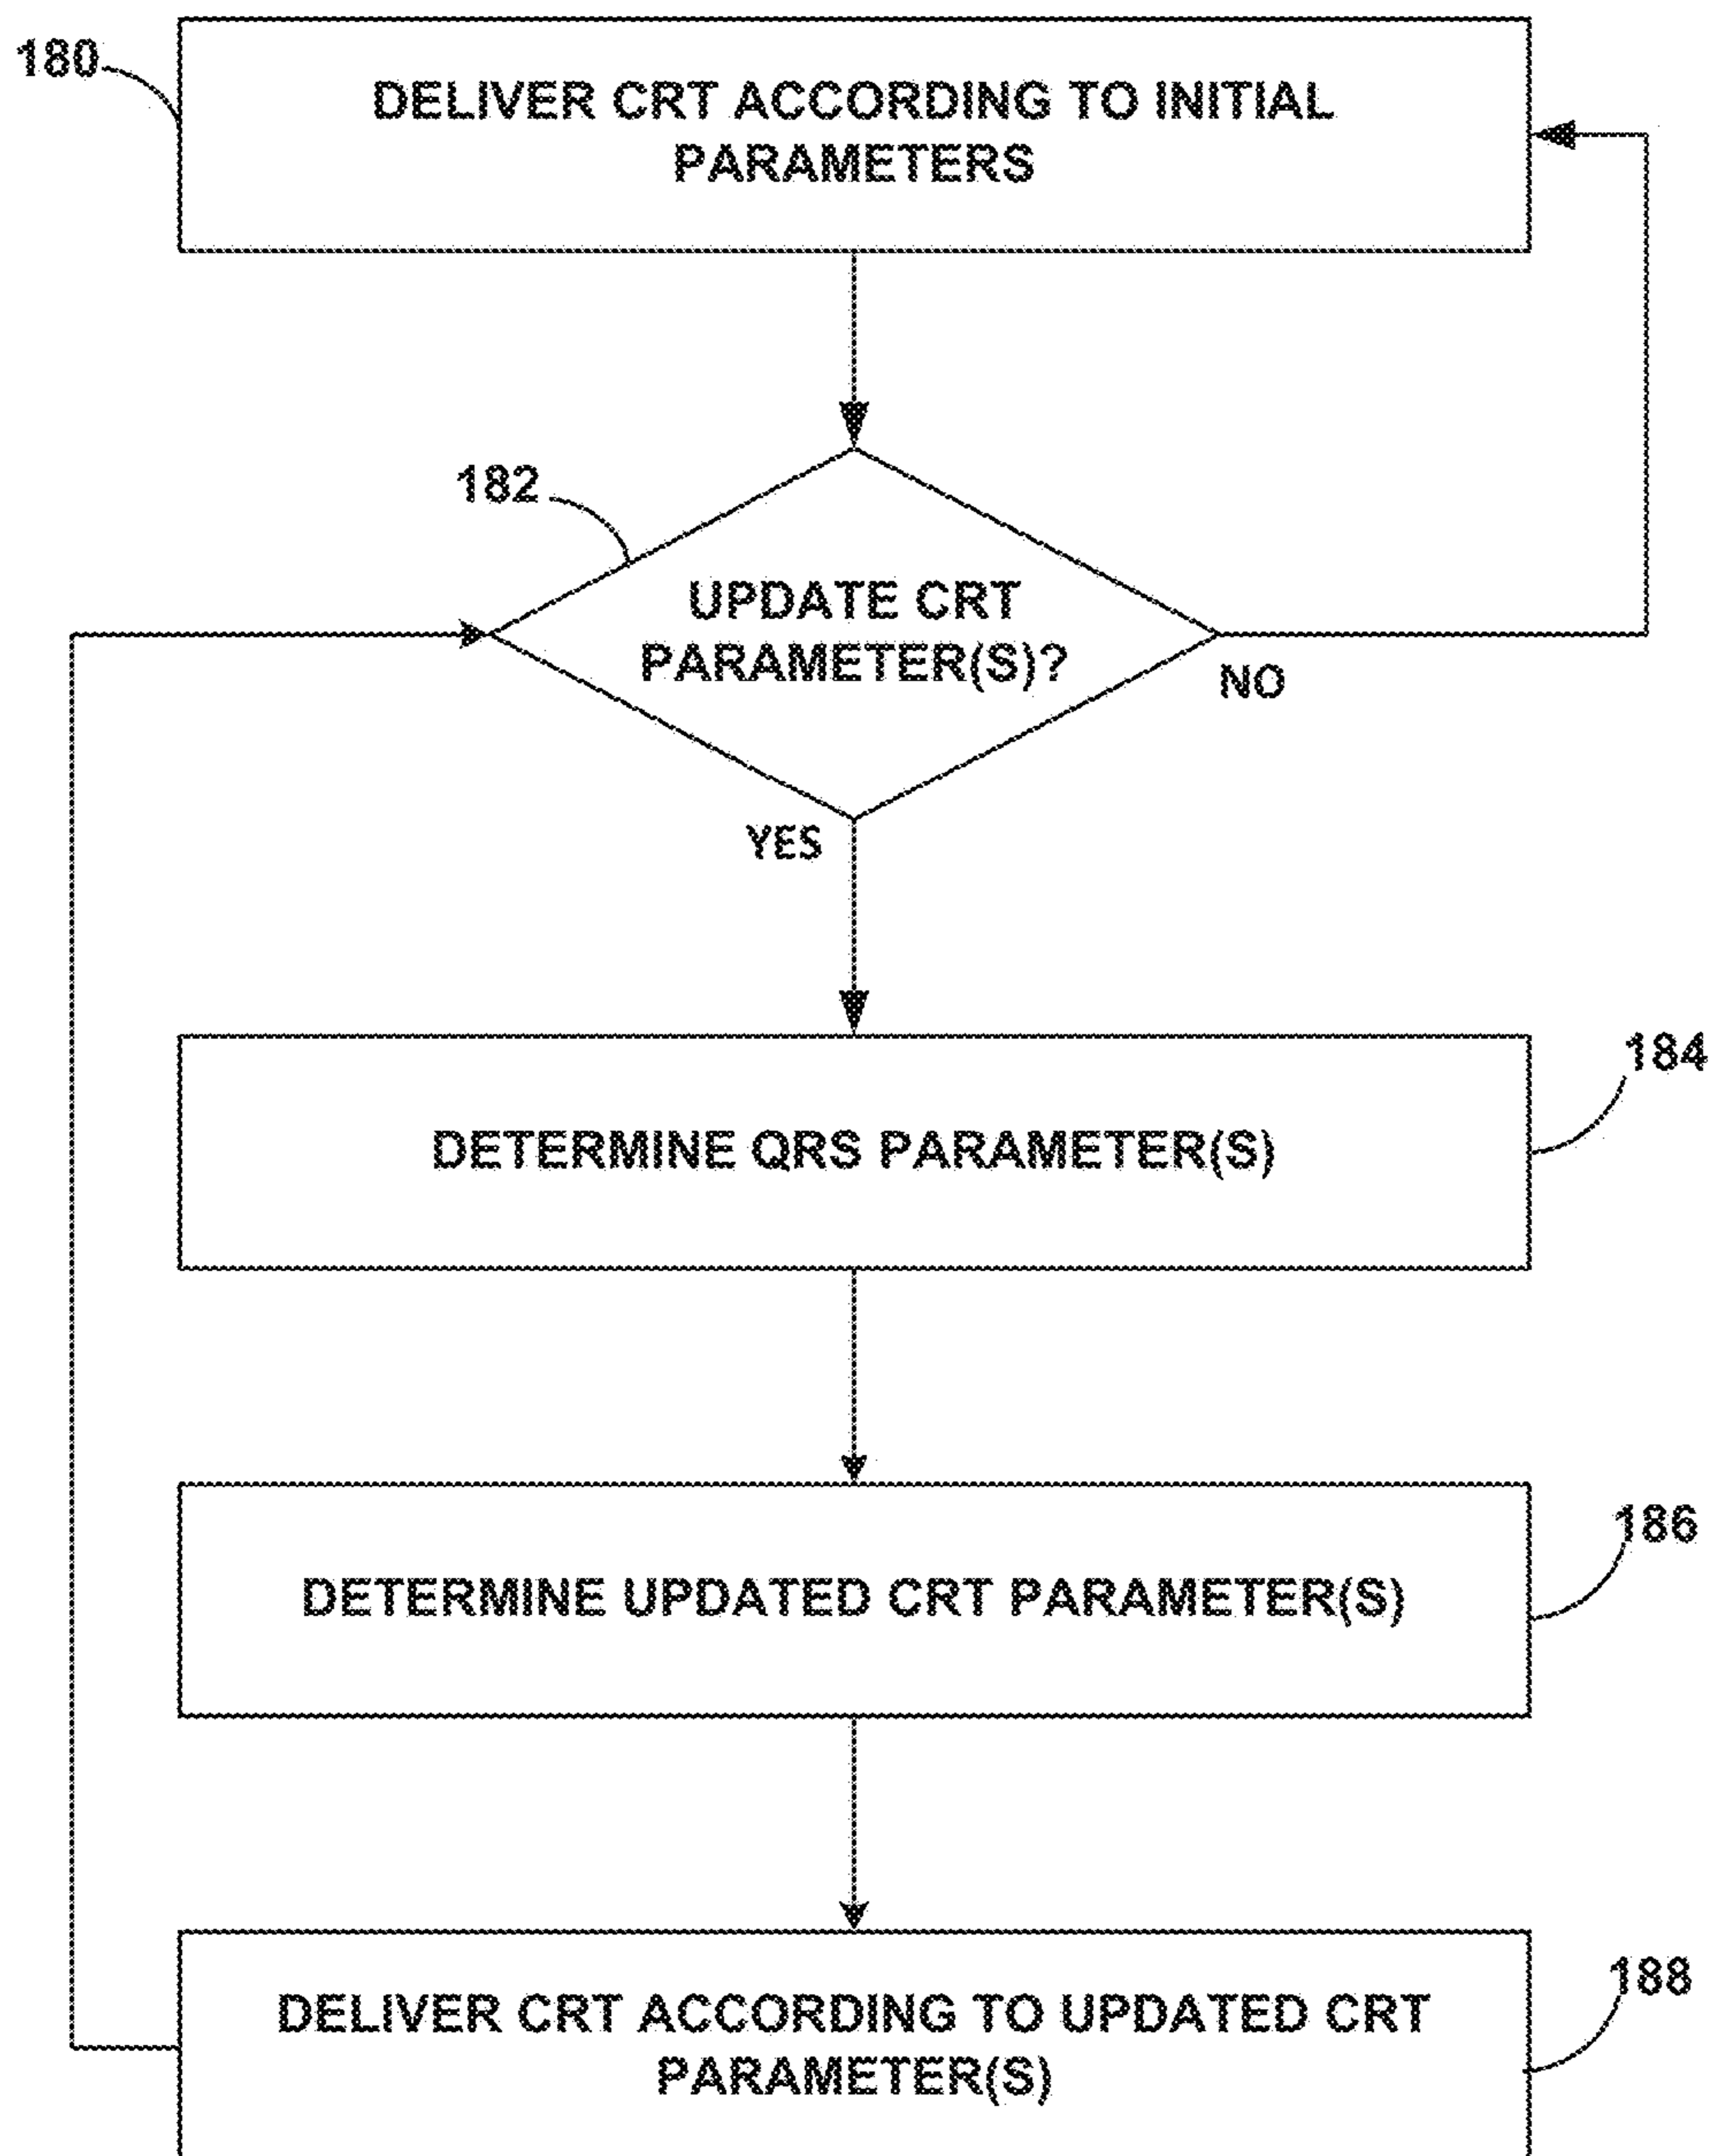 180
DELIVER CRT ACCORDING TO INITIAL
PARAMETERS
182
UPDATE CRT
PARAMETER(S)?
NO
YES
184
DETERMINE QRS PARAMETER(S)
186
DETERMINE UPDATED CRT PARAMETER(S)
188
DELIVER CRT ACCORDING TO UPDATED CRT
PARAMETER(S)